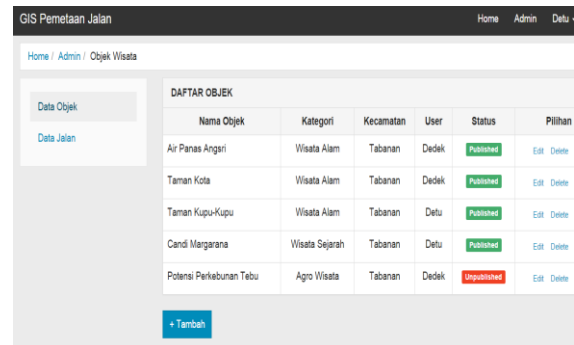 GIS Pemetaan Jalan Home Admin Detu
Home / Admin / Objek Wisata
Data Objek
Data Jalan
DAFTAR OBJEK
Nama Objek Kategori Kecamatan User Status Pilihan
Air Panas Angsri Wisata Alam Tabanan Dedek Published Edit Delete
Taman Kota Wisata Alam Tabanan Dedek Published Edit Delete
Taman Kupu-Kupu Wisata Alam Tabanan Detu Published Edit Delete
Candi Margarana Wisata Sejarah Tabanan Detu Published Edit Delete
Potensi Perkebunan Tebu Agro Wisata Tabanan Dedek Unpublished Edit Delete
+ Tambah